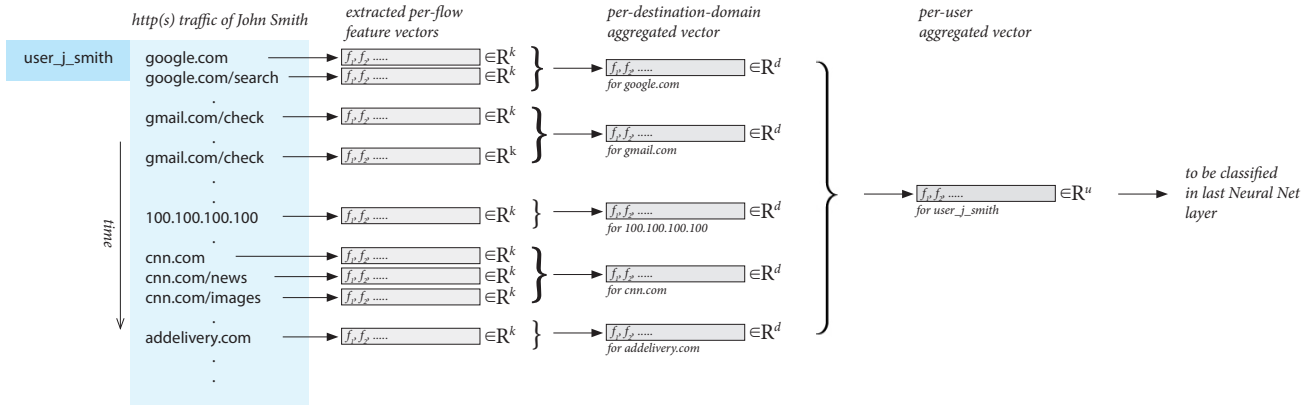 http(s) traffic of John Smith
extracted per-flow
feature vectors
per-destination-domain
aggregated vector
per-user
aggregated vector
user_j_smith
google.com
f₁, f₂, ..... ∈ℝᵏ
google.com/search
f₁, f₂, ..... ∈ℝᵏ
f₁, f₂, ..... ∈ℝᵈ
for google.com
.
gmail.com/check
f₁, f₂, ..... ∈ℝᵏ
.
f₁, f₂, ..... ∈ℝᵈ
for gmail.com
gmail.com/check
f₁, f₂, ..... ∈ℝᵏ
.
.
time
100.100.100.100
f₁, f₂, ..... ∈ℝᵏ
f₁, f₂, ..... ∈ℝᵈ
for 100.100.100.100
.
f₁, f₂, ..... ∈ℝᵘ
for user_j_smith
to be classified
in last Neural Net
layer
cnn.com
f₁, f₂, ..... ∈ℝᵏ
cnn.com/news
f₁, f₂, ..... ∈ℝᵏ
f₁, f₂, ..... ∈ℝᵈ
for cnn.com
cnn.com/images
f₁, f₂, ..... ∈ℝᵏ
.
addelivery.com
f₁, f₂, ..... ∈ℝᵏ
f₁, f₂, ..... ∈ℝᵈ
for addelivery.com
.
.